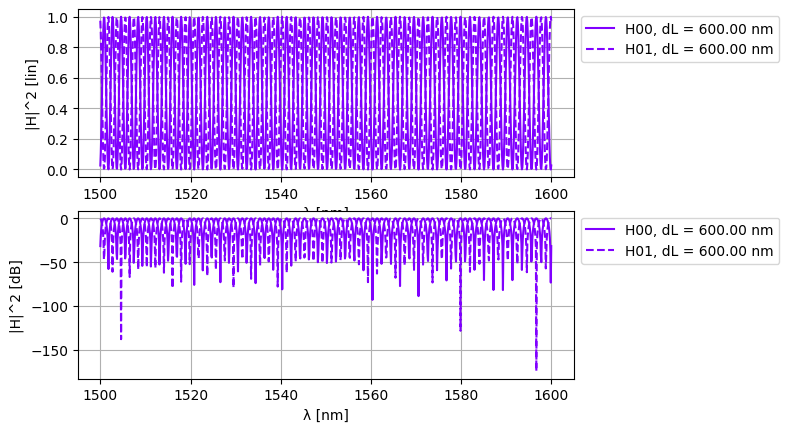 1.0
0.8
0.6
0.4
0.2
0.0
|H|^2 [lin]
1500
1520
1540
1560
1580
1600
H00, dL = 600.00 nm
H01, dL = 600.00 nm
λ [nm]
0
−50
−100
−150
|H|^2 [dB]
1500
1520
1540
1560
1580
1600
λ [nm]
H00, dL = 600.00 nm
H01, dL = 600.00 nm